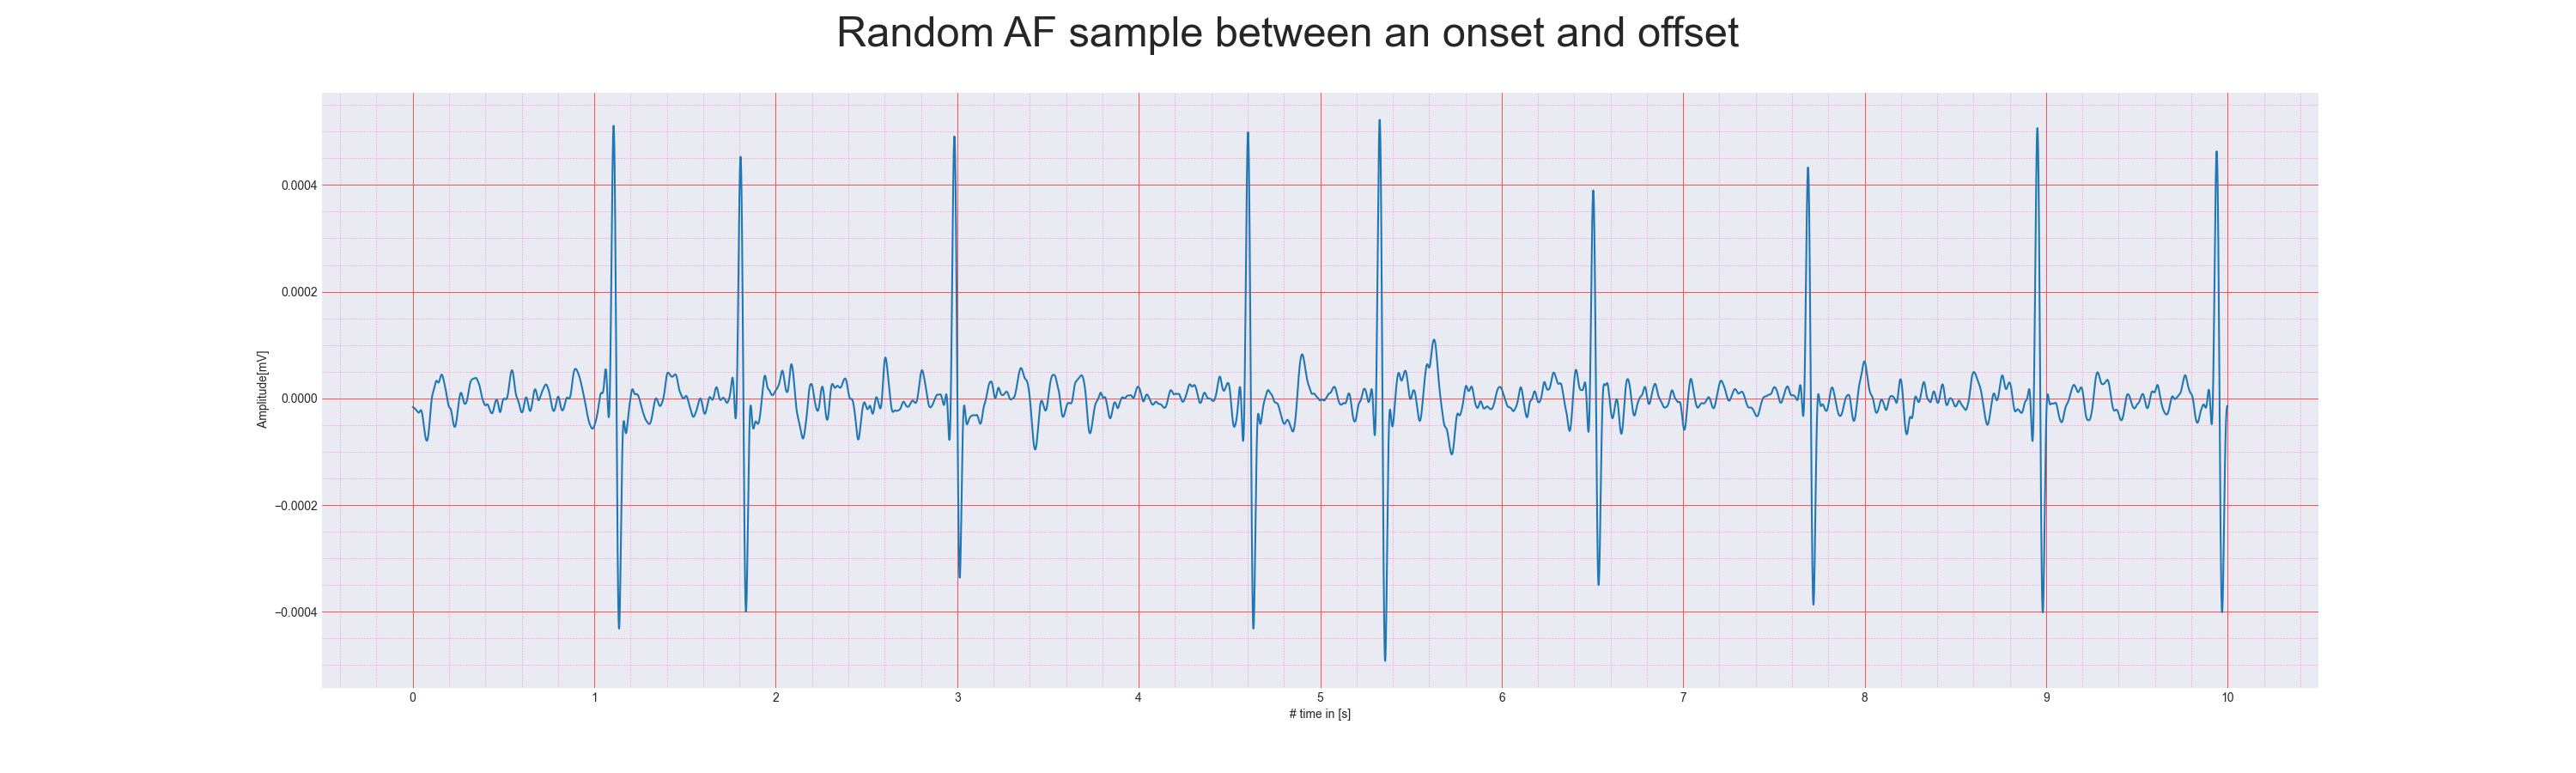 Random AF sample between an onset and offset
0.0004
0.0002
0.0000
−0.0002
−0.0004
Amplitude[mV]
0 1 2 3 4 5 6 7 8 9 10
# time in [s]